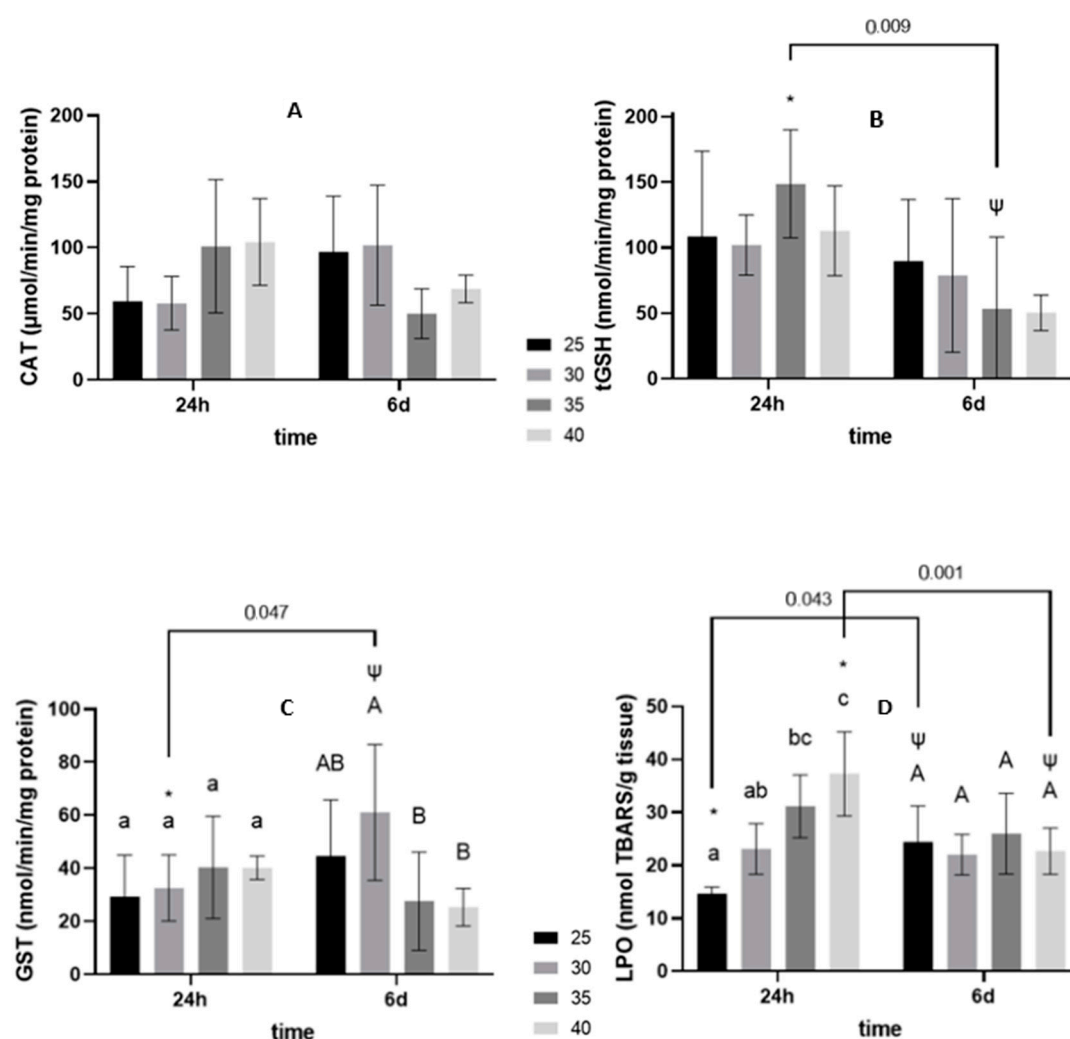 0.009
A
CAT (µmol/min/mg protein)
200
150
100
50
0
24h
6d
time
25
30
35
40
B
*
ψ
tGSH (nmol/min/mg protein)
200
150
100
50
0
24h
6d
time
0.047
C
GST (nmol/min/mg protein)
100
80
60
40
20
0
a
*
a
a
a
AB
ψ
A
B
B
24h
6d
time
25
30
35
40
0.001
0.043
D
LPO (nmol TBARS/g tissue)
50
40
30
20
10
0
*
a
ab
bc
*
c
ψ
A
A
A
ψ
A
24h
6d
time